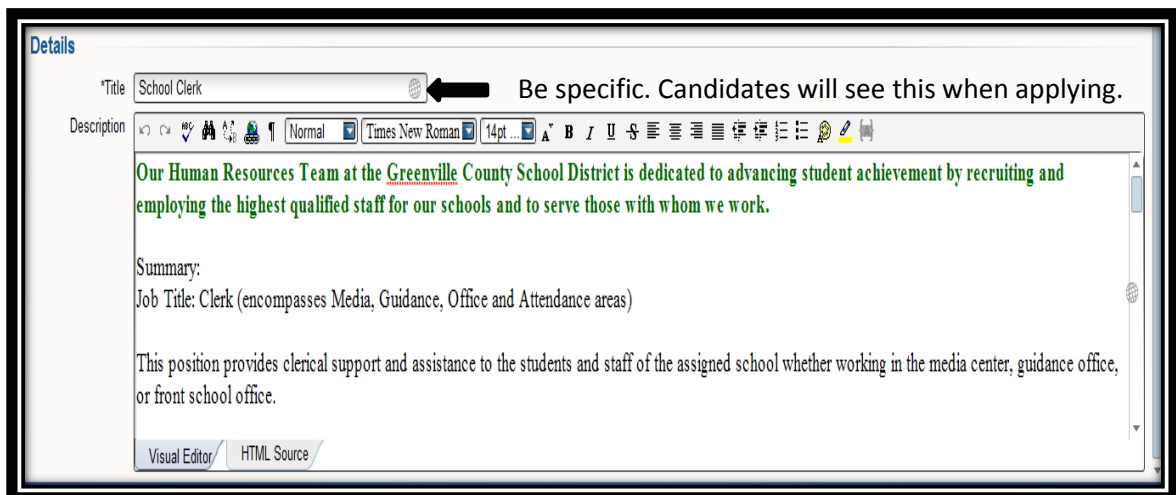 Details
*Title School Clerk Be specific. Candidates will see this when applying.
Description Normal Times New Roman 14pt ... A B I U S
Our Human Resources Team at the Greenville County School District is dedicated to advancing student achievement by recruiting and
employing the highest qualified staff for our schools and to serve those with whom we work.
Summary:
Job Title: Clerk (encompasses Media, Guidance, Office and Attendance areas)
This position provides clerical support and assistance to the students and staff of the assigned school whether working in the media center, guidance office,
or front school office.
Visual Editor HTML Source